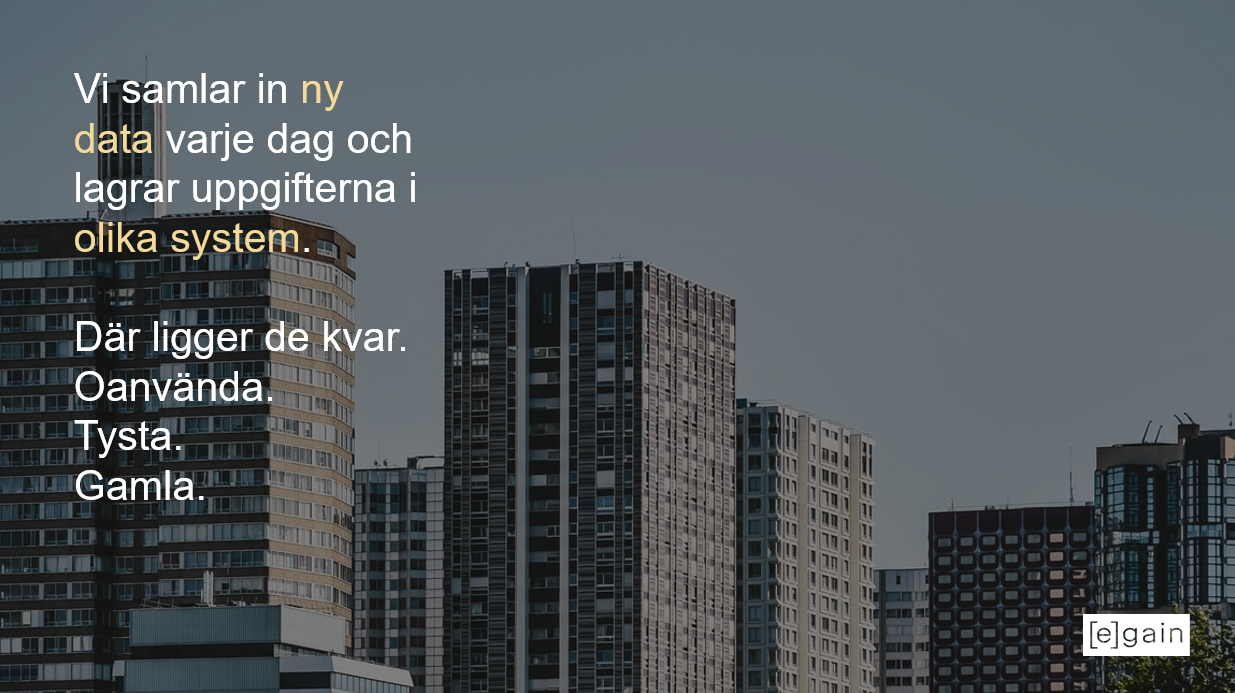 Vi samlar in ny
data varje dag och
lagrar uppgifterna i
olika system.
Där ligger de kvar.
Oanvända.
Tysta.
Gamla.
[e]gain